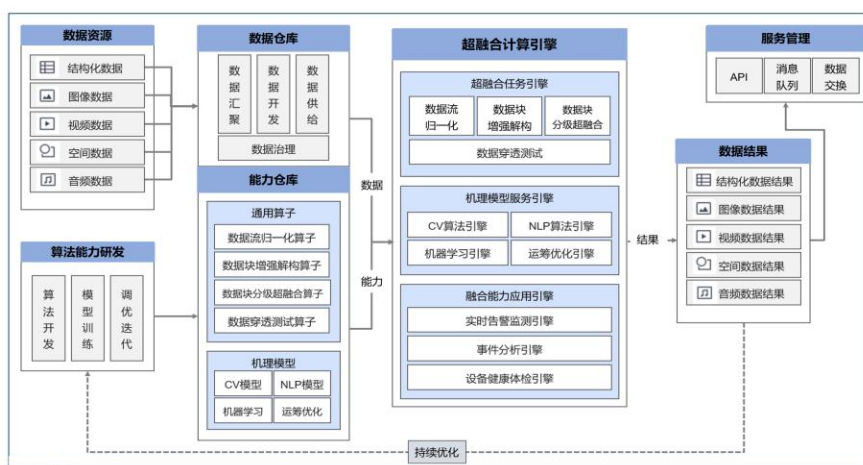 数据资源
结构化数据
图像数据
视频数据
空间数据
音频数据
算法能力研发
算法开发
模型训练
调优迭代
数据仓库
数据汇聚
数据开发
数据供给
数据治理
能力仓库
通用算子
数据流归一化算子
数据块增强解构算子
数据块分级超融合算子
数据穿透测试算子
机理模型
CV模型
NLP模型
机器学习
运筹优化
数据
能力
超融合计算引擎
超融合任务引擎
数据流
归一化
数据块
增强解构
数据块
分级超融合
数据穿透测试
机理模型服务引擎
CV算法引擎
NLP算法引擎
机器学习引擎
运筹优化引擎
融合能力应用引擎
实时告警监测引擎
事件分析引擎
设备健康体检引擎
结果
服务管理
API
消息
队列
数据
交换
数据结果
结构化数据结果
图像数据结果
视频数据结果
空间数据结果
音频数据结果
持续优化